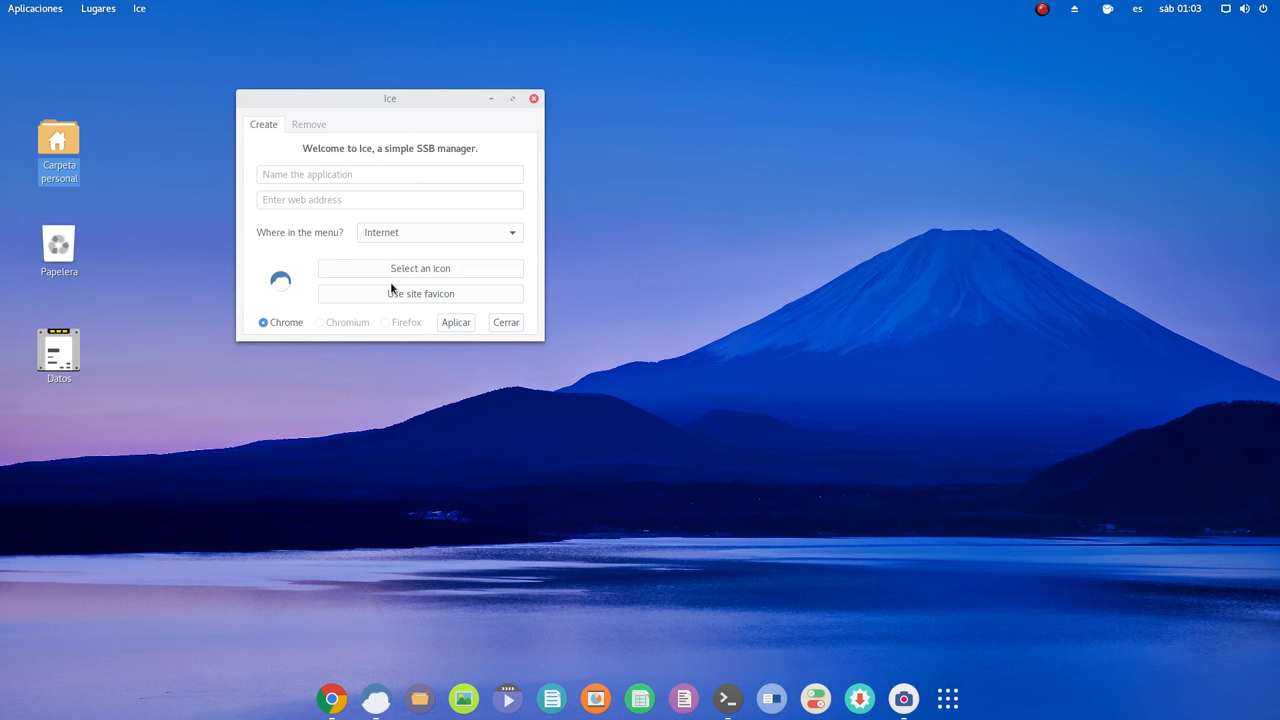 Aplicaciones Lugares Ice es sáb 01:03
Carpeta
personal
Papelera
Datos
Ice
Create Remove
Welcome to Ice, a simple SSB manager.
Name the application
Enter web address
Where in the menu? Internet
Select an icon
Use site favicon
Chrome Chromium Firefox Aplicar Cerrar